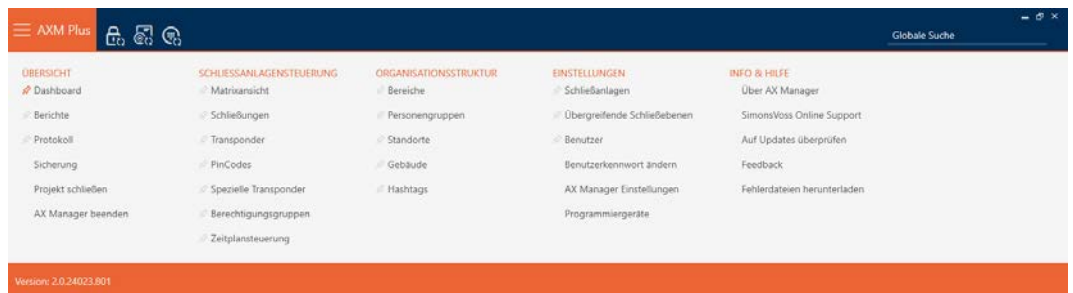 AXM Plus
Globale Suche
ÜBERSICHT
Dashboard
Berichte
Protokoll
Sicherung
Projekt schließen
AX Manager beenden
SCHLIESSANLAGENSTEUERUNG
Matrixansicht
Schließungen
Transponder
PinCodes
Spezielle Transponder
Berechtigungsgruppen
Zeitplansteuerung
ORGANISATIONSSTRUKTUR
Bereiche
Personengruppen
Standorte
Gebäude
Hashtags
EINSTELLUNGEN
Schließanlagen
Übergreifende Schließebenen
Benutzer
Benutzerkennwort ändern
AX Manager Einstellungen
Programmiergeräte
INFO & HILFE
Über AX Manager
SimonsVoss Online Support
Auf Updates überprüfen
Feedback
Fehlerdateien herunterladen
Version: 2.0.24023.801